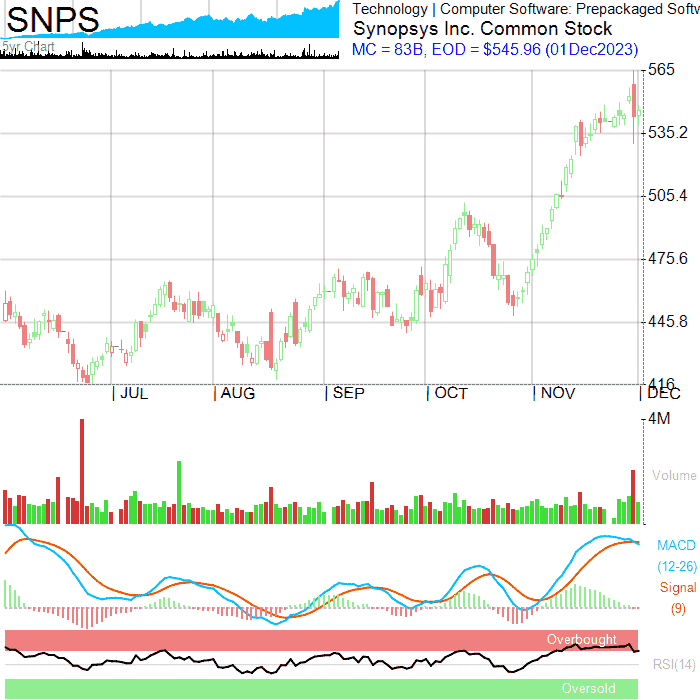 SNPS
5yr Chart
Technology | Computer Software: Prepackaged Softw
Synopsys Inc. Common Stock
MC = 83B, EOD = $545.96 (01Dec2023)
565
535.2
505.4
475.6
445.8
416
JUL
AUG
SEP
OCT
NOV
DEC
4M
Volume
MACD
(12-26)
Signal
(9)
Overbought
RSI(14)
Oversold